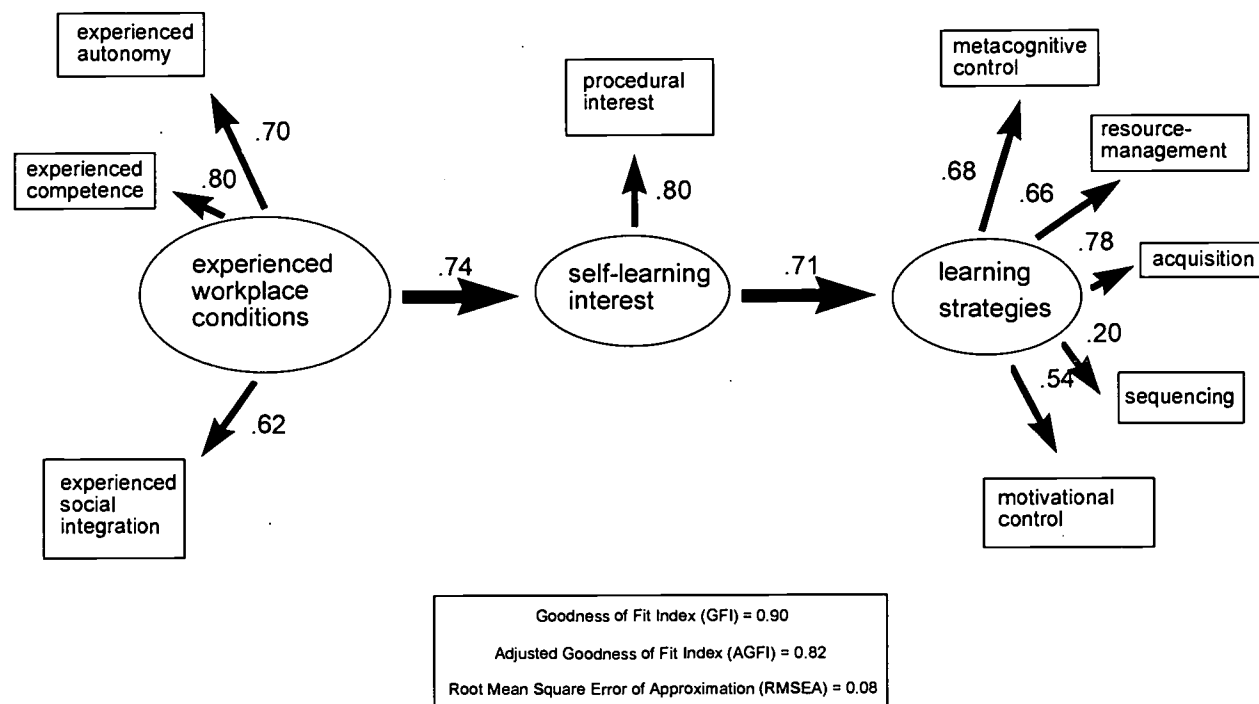 experienced
autonomy
.70
experienced
competence
.80
experienced
workplace
conditions
.62
experienced
social
integration
.74
procedural
interest
.80
self-learning
interest
.71
metacognitive
control
.68
resource-
management
.66
learning
strategies
.78
acquisition
.20
sequencing
.54
motivational
control
Goodness of Fit Index (GFI) = 0.90
Adjusted Goodness of Fit Index (AGFI) = 0.82
Root Mean Square Error of Approximation (RMSEA) = 0.08